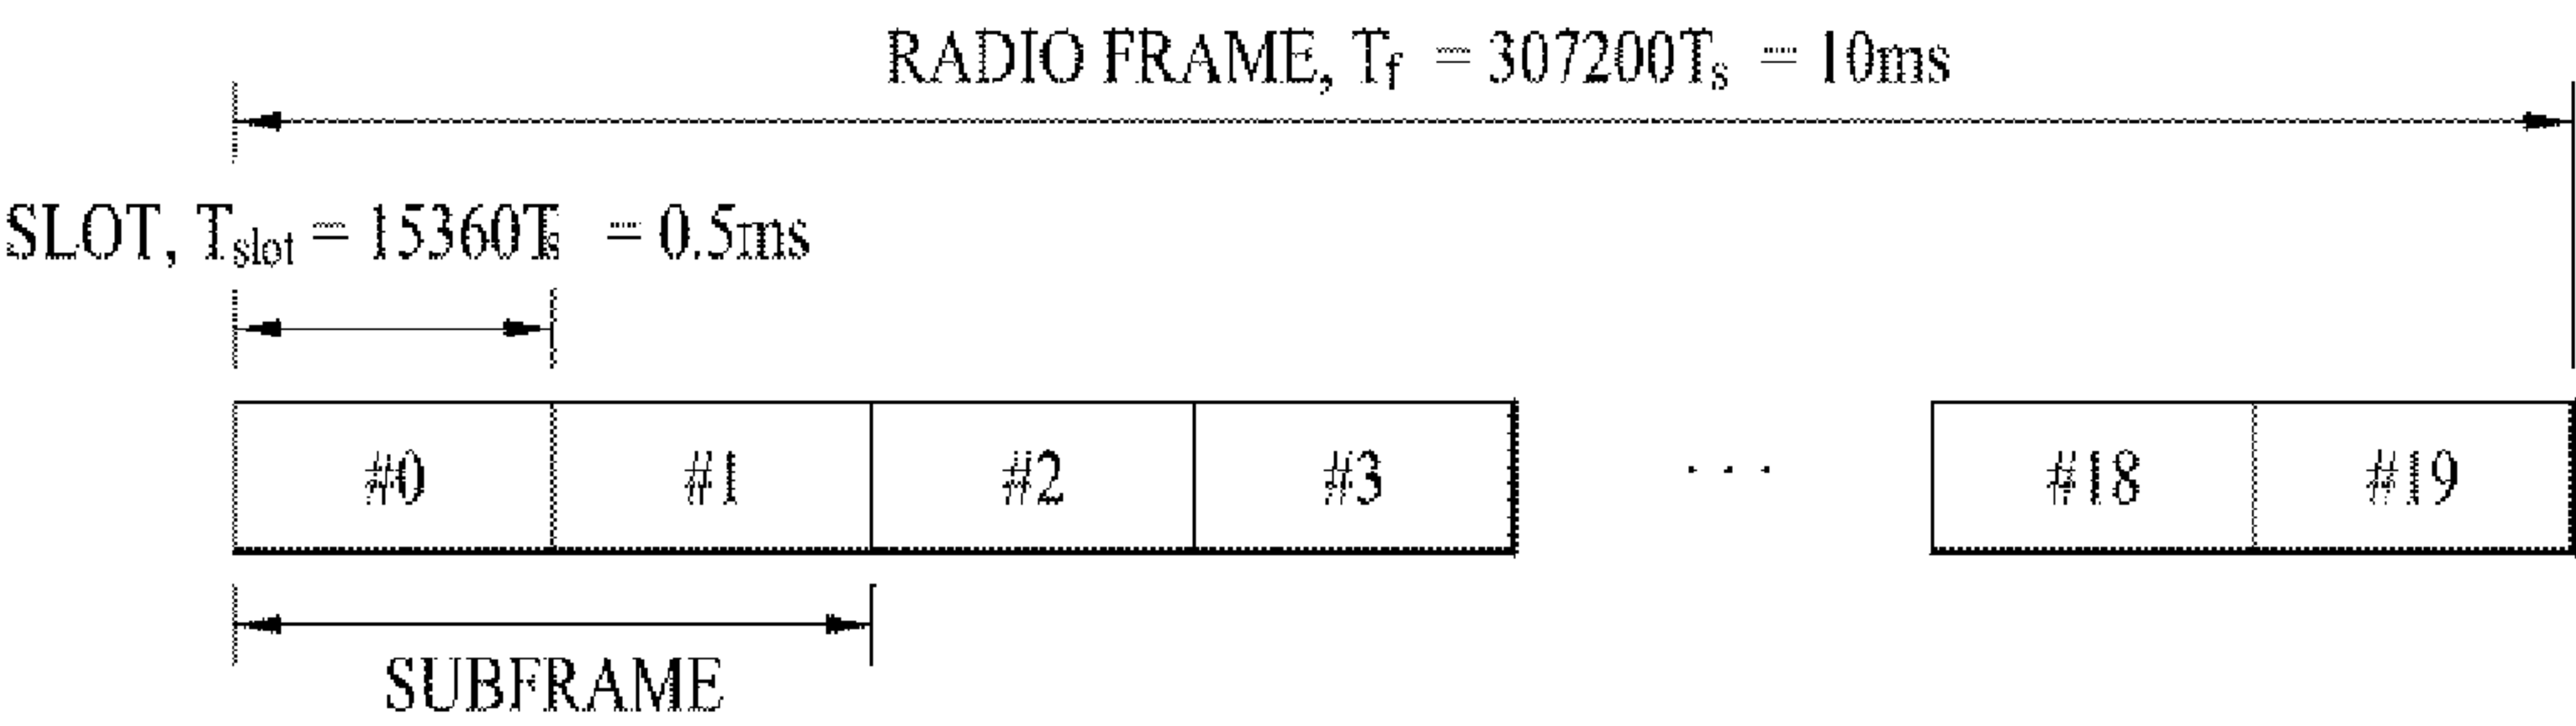 RADIO FRAME, Tf = 307200Ts = 10ms
SLOT, Tslot = 15360Ts = 0.5ms
#0 #1 #2 #3 . . . #18 #19
SUBFRAME